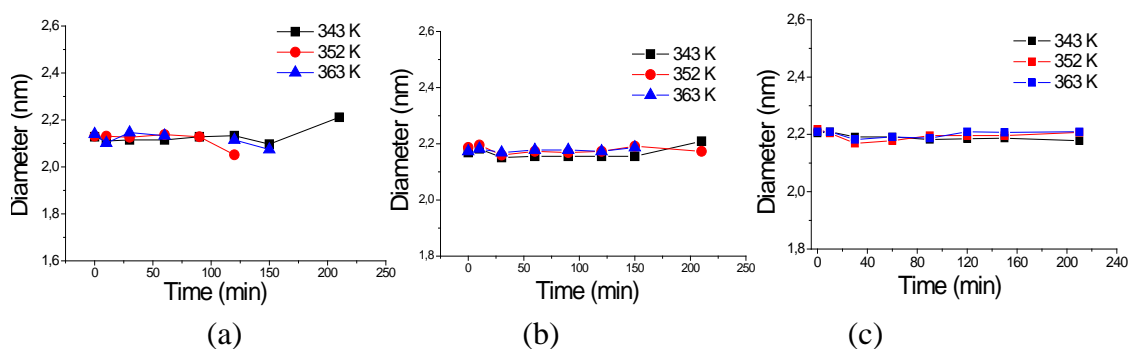 2,6
2,4
2,2
2,0
1,8
1,6
Diameter (nm)
343 K
352 K
363 K
0 50 100 150 200 250
Time (min)
(a)
2,6
2,4
2,2
2,0
1,8
Diameter (nm)
343 K
352 K
363 K
0 50 100 150 200 250
Time (min)
(b)
2,6
2,4
2,2
2,0
1,8
Diameter (nm)
343 K
352 K
363 K
0 40 80 120 160 200 240
Time (min)
(c)